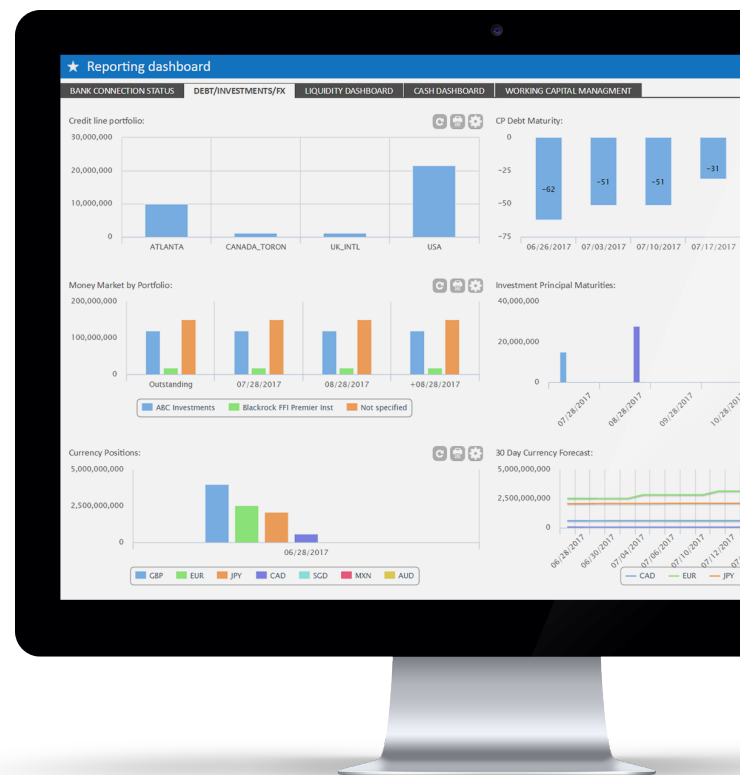 ★ Reporting dashboard
BANK CONNECTION STATUS DEBT/INVESTMENTS/FX LIQUIDITY DASHBOARD CASH DASHBOARD WORKING CAPITAL MANAGMENT
Credit line portfolio:
30,000,000
20,000,000
10,000,000
0
ATLANTA CANADA_TORON UK_INTL USA
CP Debt Maturity:
0
-25
-50
-75
-62 -51 -51 -31
06/26/2017 07/03/2017 07/10/2017 07/17/2017
Money Market by Portfolio:
200,000,000
100,000,000
0
Outstanding 07/28/2017 08/28/2017 +08/28/2017
ABC Investments Blackrock FFI Premier Inst Not specified
Investment Principal Maturities:
40,000,000
20,000,000
0
07/28/2017 08/28/2017 09/28/2017 10/28/2017
Currency Positions:
5,000,000,000
2,500,000,000
0
06/28/2017
GBP EUR JPY CAD SGD MXN AUD
30 Day Currency Forecast:
5,000,000,000
2,500,000,000
0
06/28/2017 06/30/2017 07/04/2017 07/06/2017 07/10/2017 07/12/2017
CAD EUR JPY